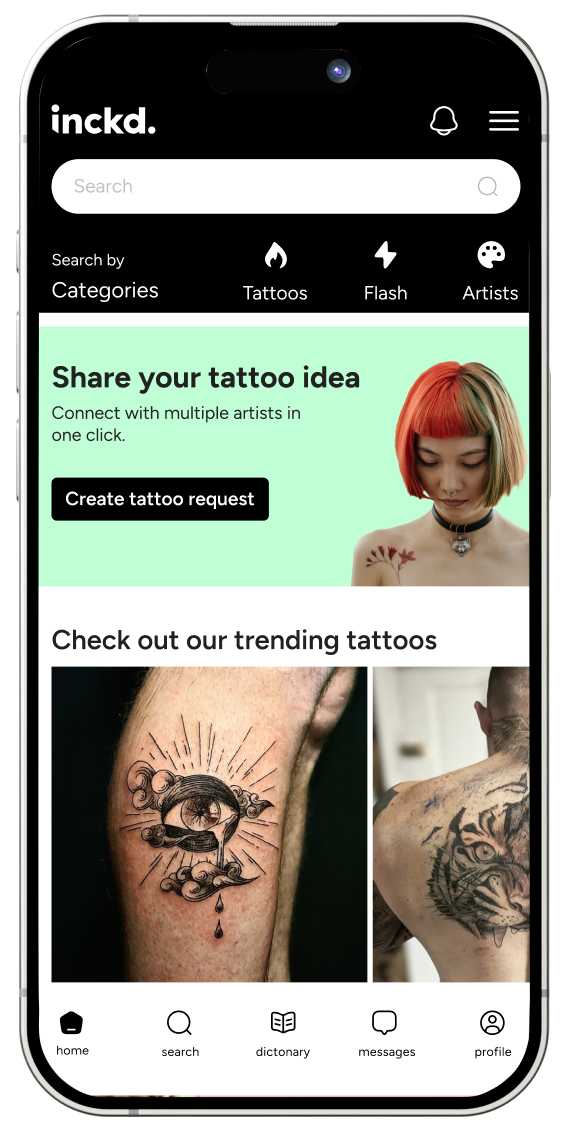 inckd.
Search
Search by
Categories
Tattoos
Flash
Artists
Share your tattoo idea
Connect with multiple artists in
one click.
Create tattoo request
Check out our trending tattoos
home
search
dictonary
messages
profile